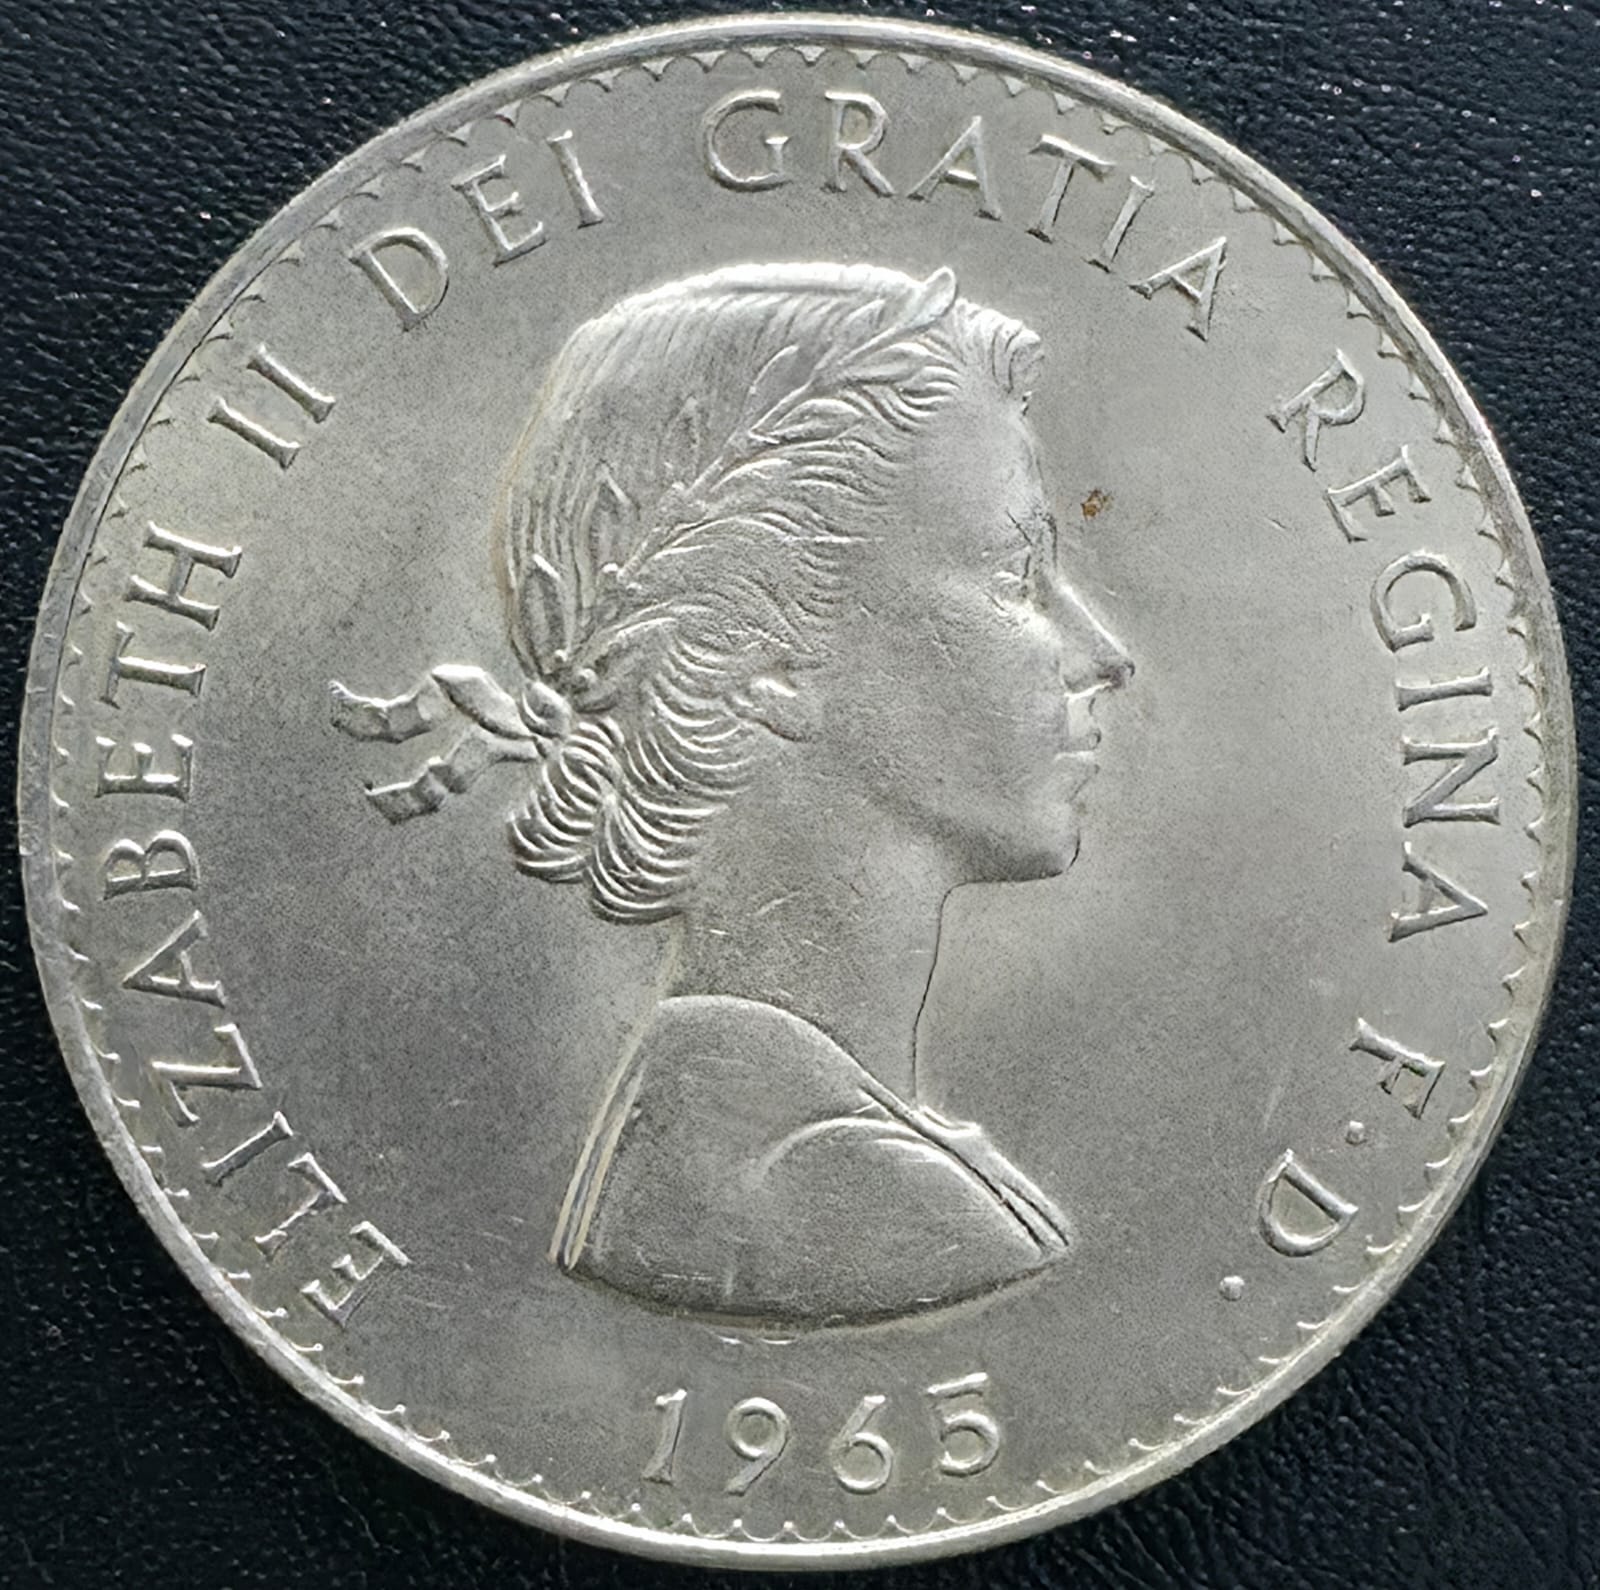 ELIZABETH II DEI GRATIA REGINA F·D·
1965